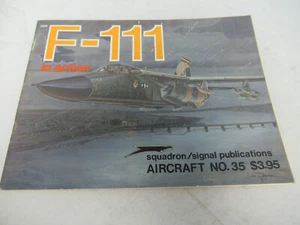 F-111
in action
squadron/signal publications
AIRCRAFT NO. 35 $3.95